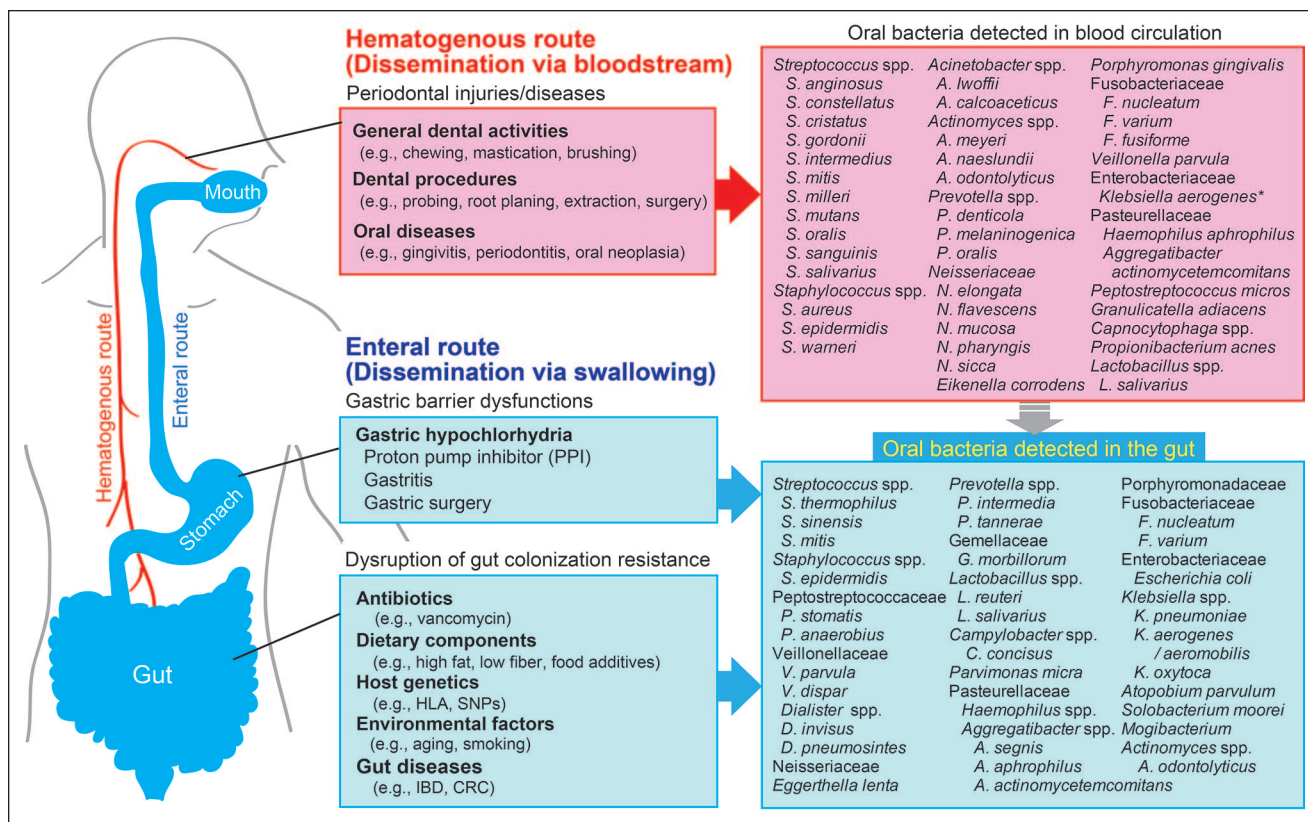 Hematogenous route
(Dissemination via bloodstream)
Periodontal injuries/diseases
General dental activities
(e.g., chewing, mastication, brushing)
Dental procedures
(e.g., probing, root planing, extraction, surgery)
Oral diseases
(e.g., gingivitis, periodontitis, oral neoplasia)
Oral bacteria detected in blood circulation
Streptococcus spp.
S. anginosus
S. constellatus
S. cristatus
S. gordonii
S. intermedius
S. mitis
S. milleri
S. mutans
S. oralis
S. sanguinis
S. salivarius
Staphylococcus spp.
S. aureus
S. epidermidis
S. warneri
Acinetobacter spp.
A. lwoffii
A. calcoaceticus
Actinomyces spp.
A. meyeri
A. naeslundii
A. odontolyticus
Prevotella spp.
P. denticola
P. melaninogenica
P. oralis
Neisseriaceae
N. elongata
N. flavescens
N. mucosa
N. pharyngis
N. sicca
Eikenella corrodens
Porphyromonas gingivalis
Fusobacteriaceae
F. nucleatum
F. varium
F. fusiforme
Veillonella parvula
Enterobacteriaceae
Klebsiella aerogenes*
Pasteurellaceae
Haemophilus aphrophilus
Aggregatibacter
actinomycetemcomitans
Peptostreptococcus micros
Granulicatella adiacens
Capnocytophaga spp.
Propionibacterium acnes
Lactobacillus spp.
L. salivarius
Mouth
Hematogenous route
Enteral route
Stomach
Gut
Enteral route
(Dissemination via swallowing)
Gastric barrier dysfunctions
Gastric hypochlorhydria
Proton pump inhibitor (PPI)
Gastritis
Gastric surgery
Dysruption of gut colonization resistance
Antibiotics
(e.g., vancomycin)
Dietary components
(e.g., high fat, low fiber, food additives)
Host genetics
(e.g., HLA, SNPs)
Environmental factors
(e.g., aging, smoking)
Gut diseases
(e.g., IBD, CRC)
Oral bacteria detected in the gut
Streptococcus spp.
S. thermophilus
S. sinensis
S. mitis
Staphylococcus spp.
S. epidermidis
Peptostreptococcaceae
P. stomatis
P. anaerobius
Veillonellaceae
V. parvula
V. dispar
Dialister spp.
D. invisus
D. pneumosintes
Neisseriaceae
Eggerthella lenta
Prevotella spp.
P. intermedia
P. tannerae
Gemellaceae
G. morbillorum
Lactobacillus spp.
L. reuteri
L. salivarius
Campylobacter spp.
C. concisus
Parvimonas micra
Pasteurellaceae
Haemophilus spp.
Aggregatibacter spp.
A. segnis
A. aphrophilus
A. actinomycetemcomitans
Porphyromonadaceae
Fusobacteriaceae
F. nucleatum
F. varium
Enterobacteriaceae
Escherichia coli
Klebsiella spp.
K. pneumoniae
K. aerogenes
/ aeromobilis
K. oxytoca
Atopobium parvulum
Solobacterium moorei
Mogibacterium
Actinomyces spp.
A. odontolyticus